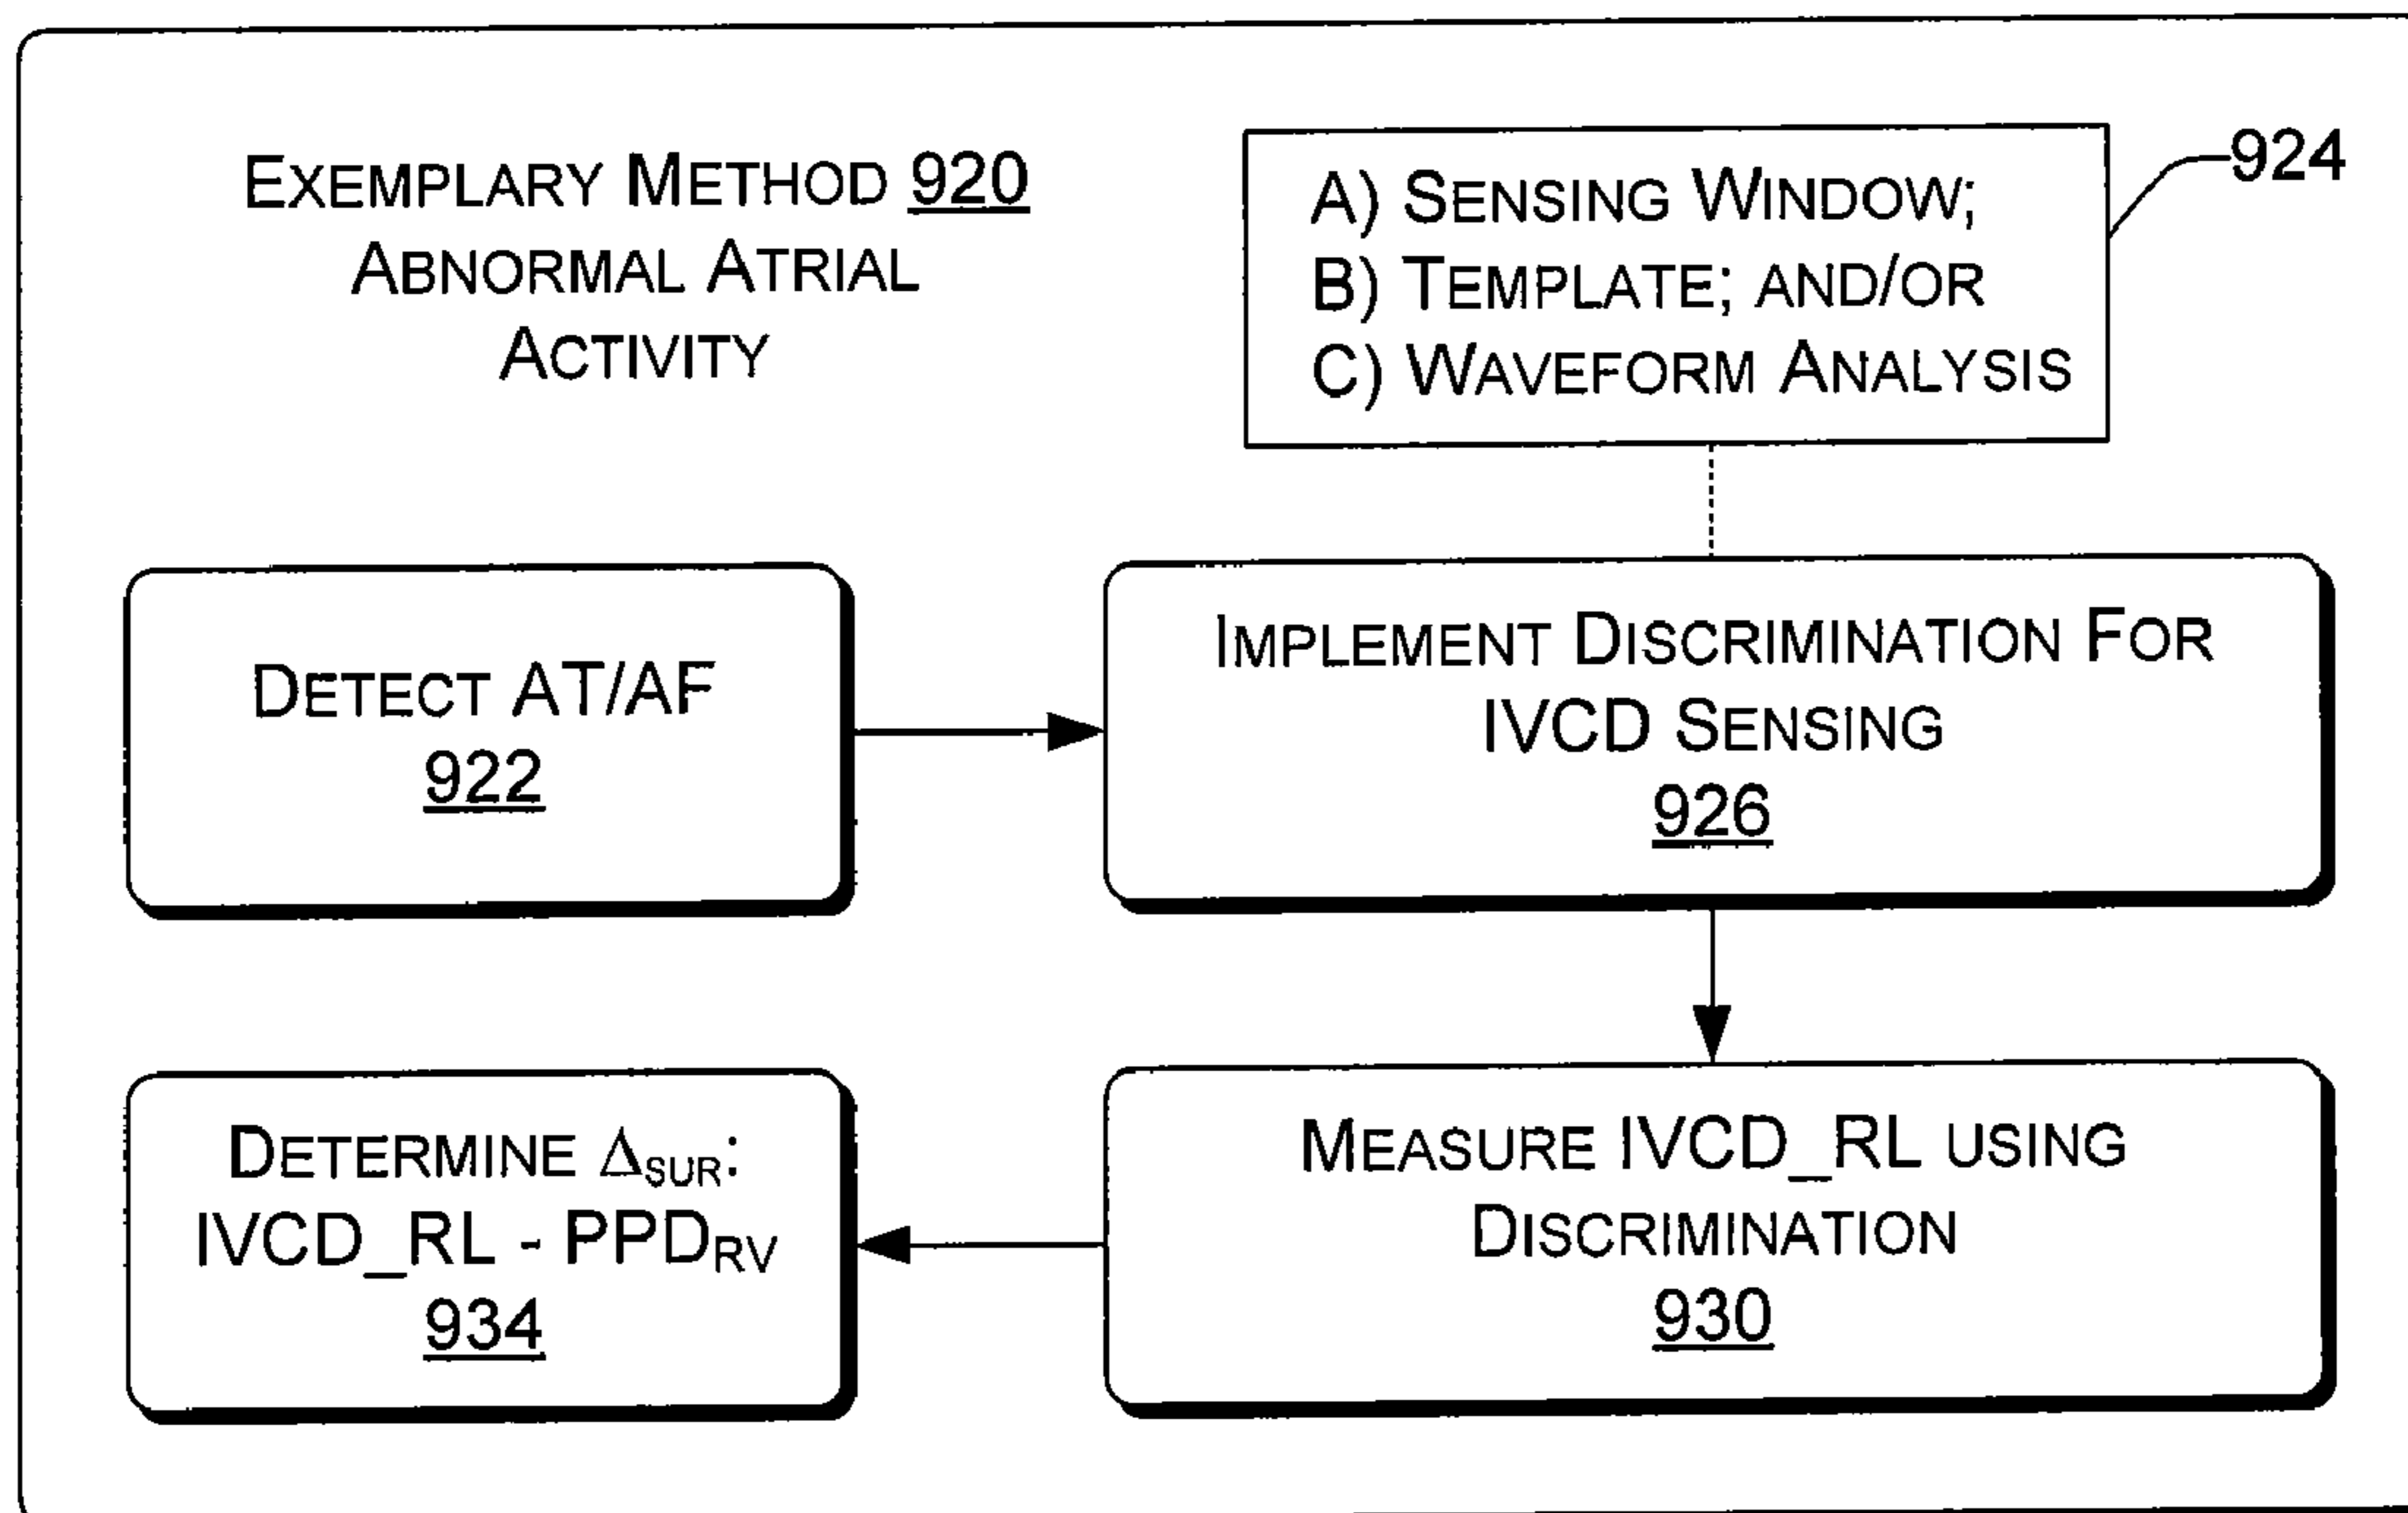 EXEMPLARY METHOD 920
ABNORMAL ATRIAL
ACTIVITY
A) SENSING WINDOW;
B) TEMPLATE; AND/OR
C) WAVEFORM ANALYSIS
924
DETECT AT/AF
922
IMPLEMENT DISCRIMINATION FOR
IVCD SENSING
926
MEASURE IVCD_RL USING
DISCRIMINATION
930
DETERMINE ΔSUR:
IVCD_RL - PPDRV
934